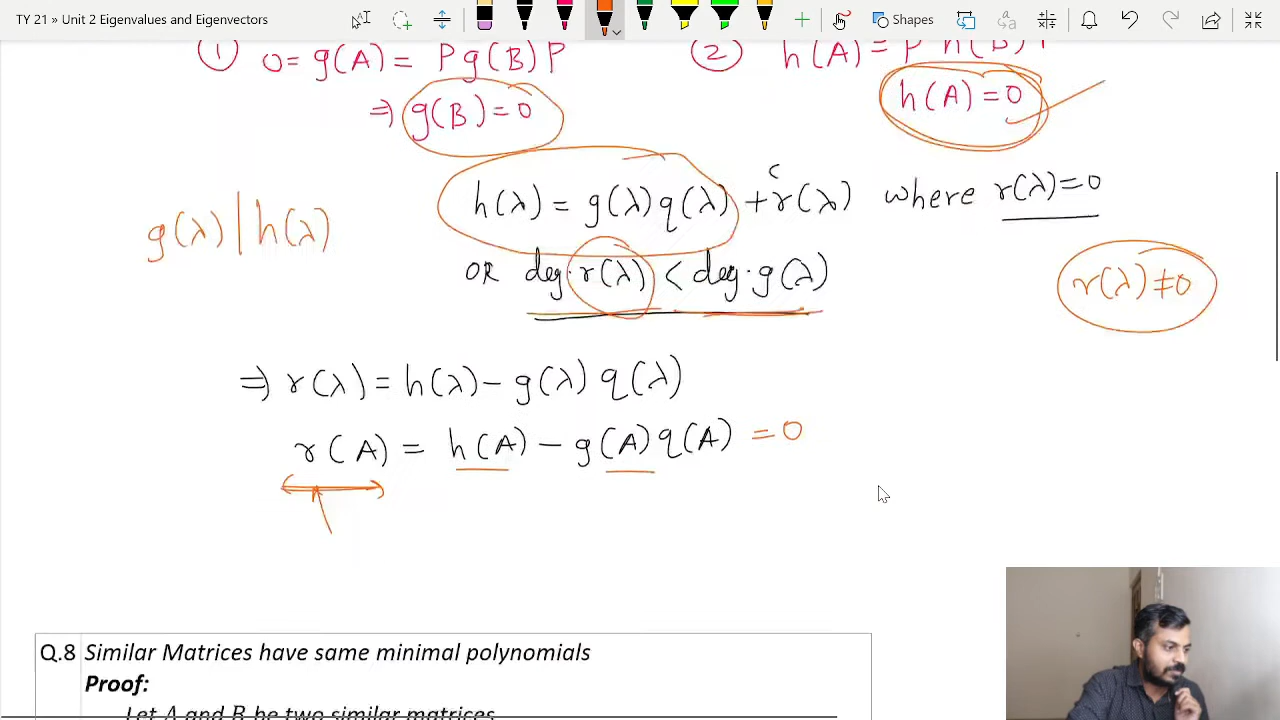 TY 21 » Unit 2 Eigenvalues and Eigenvectors
Shapes
① 0 = g(A) = P g(B) P
⇒ g(B) = 0
② h(A) = P h(B) P
h(A) = 0
h(λ) = g(λ) q(λ) + r(λ) where r(λ) = 0
g(λ) | h(λ)
OR deg. r(λ) < deg. g(λ)
r(λ) ≠ 0
⇒ r(λ) = h(λ) − g(λ) q(λ)
r(A) = h(A) − g(A) q(A) = 0
Q.8 Similar Matrices have same minimal polynomials
Proof:
Let A and B be two similar matrices